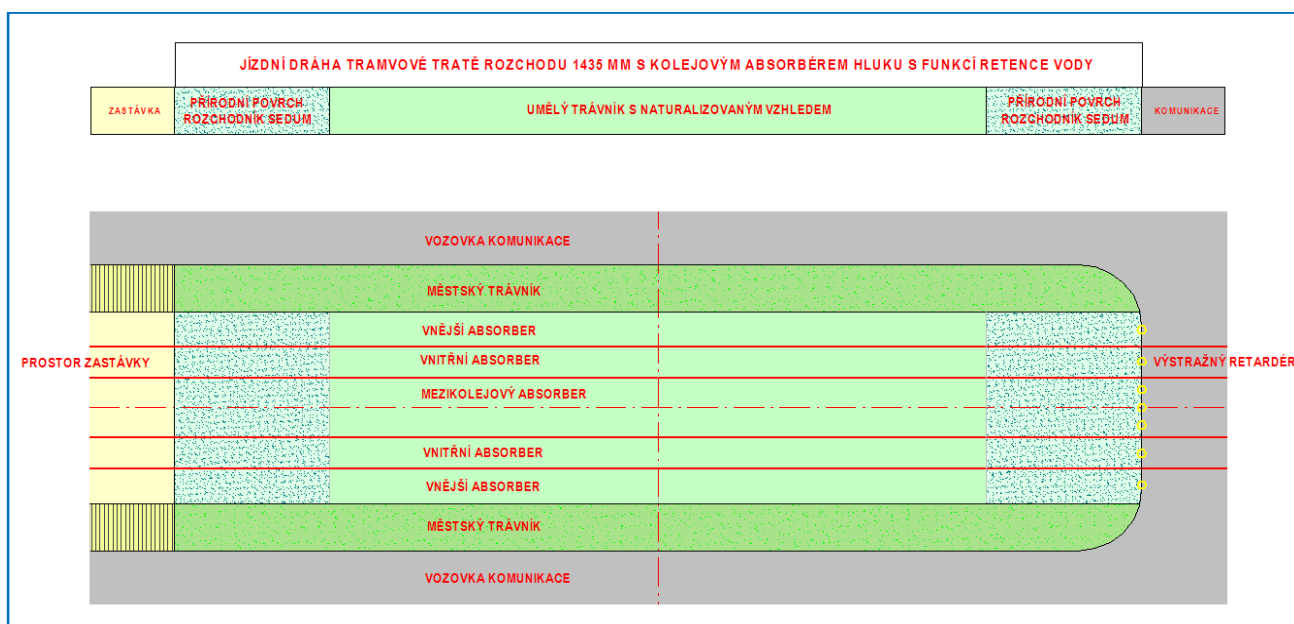 JÍZDNÍ DRÁHA TRAMVOVÉ TRATĚ ROZCHODU 1435 MM S KOLEJOVÝM ABSORBÉREM HLUKU S FUNKCÍ RETENCE VODY
ZASTÁVKA
PŘÍRODNÍ POVRCH
ROZCHODNÍK SEDUM
UMĚLÝ TRÁVNÍK S NATURALIZOVANÝM VZHLEDEM
PŘÍRODNÍ POVRCH
ROZCHODNÍK SEDUM
KOMUNIKACE
VOZOVKA KOMUNIKACE
MĚSTSKÝ TRÁVNÍK
VNĚJŠÍ ABSORBER
PROSTOR ZASTÁVKY
VNITŘNÍ ABSORBER
VÝSTRAŽNÝ RETARDÉR
MEZIKOLEJOVÝ ABSORBER
VNITŘNÍ ABSORBER
VNĚJŠÍ ABSORBER
MĚSTSKÝ TRÁVNÍK
VOZOVKA KOMUNIKACE